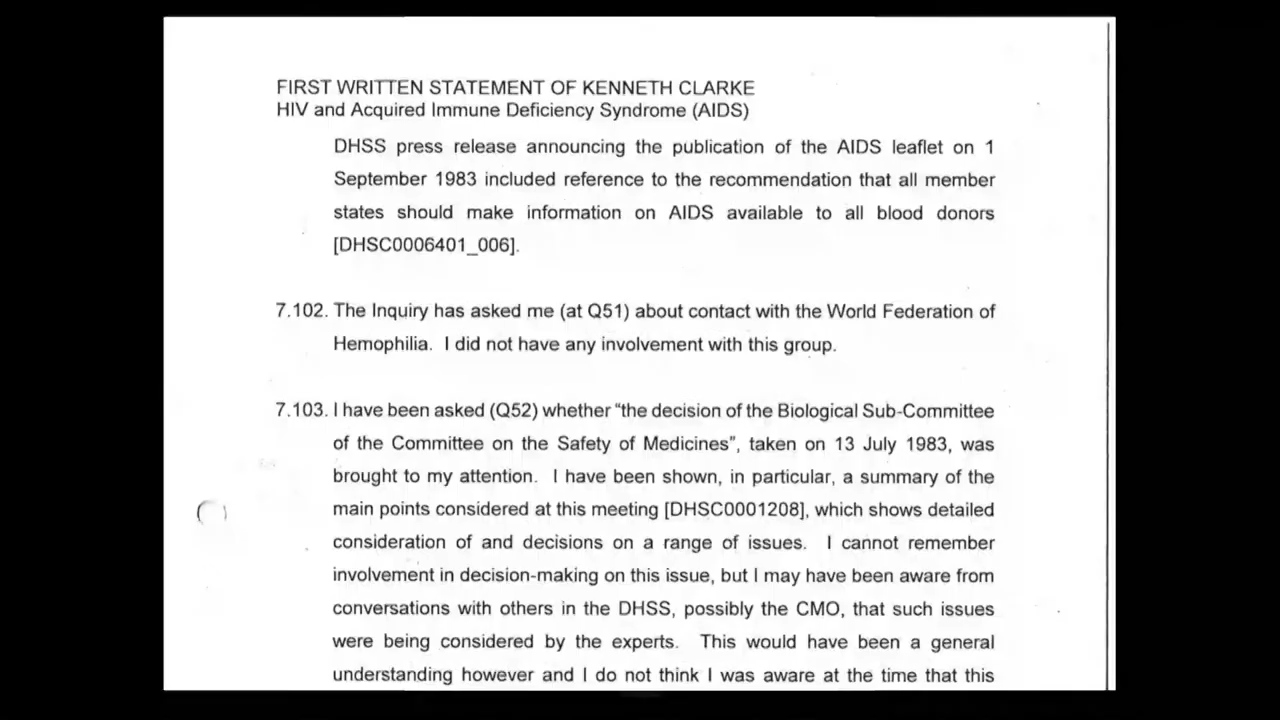 FIRST WRITTEN STATEMENT OF KENNETH CLARKE
HIV and Acquired Immune Deficiency Syndrome (AIDS)
DHSS press release announcing the publication of the AIDS leaflet on 1
September 1983 included reference to the recommendation that all member
states should make information on AIDS available to all blood donors
[DHSC0006401_006].
7.102. The Inquiry has asked me (at Q51) about contact with the World Federation of
Hemophilia. I did not have any involvement with this group.
7.103. I have been asked (Q52) whether “the decision of the Biological Sub-Committee
of the Committee on the Safety of Medicines”, taken on 13 July 1983, was
brought to my attention. I have been shown, in particular, a summary of the
main points considered at this meeting [DHSC0001208], which shows detailed
consideration of and decisions on a range of issues. I cannot remember
involvement in decision-making on this issue, but I may have been aware from
conversations with others in the DHSS, possibly the CMO, that such issues
were being considered by the experts. This would have been a general
understanding however and I do not think I was aware at the time that this